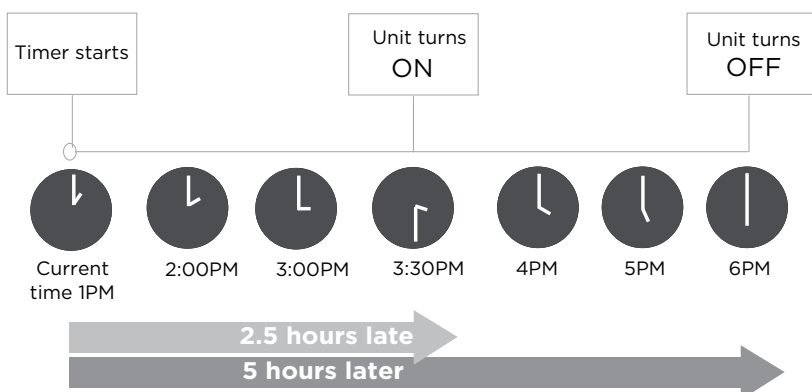 Timer starts
Unit turns
ON
Unit turns
OFF
Current
time 1PM
2:00PM
3:00PM
3:30PM
4PM
5PM
6PM
2.5 hours late
5 hours later